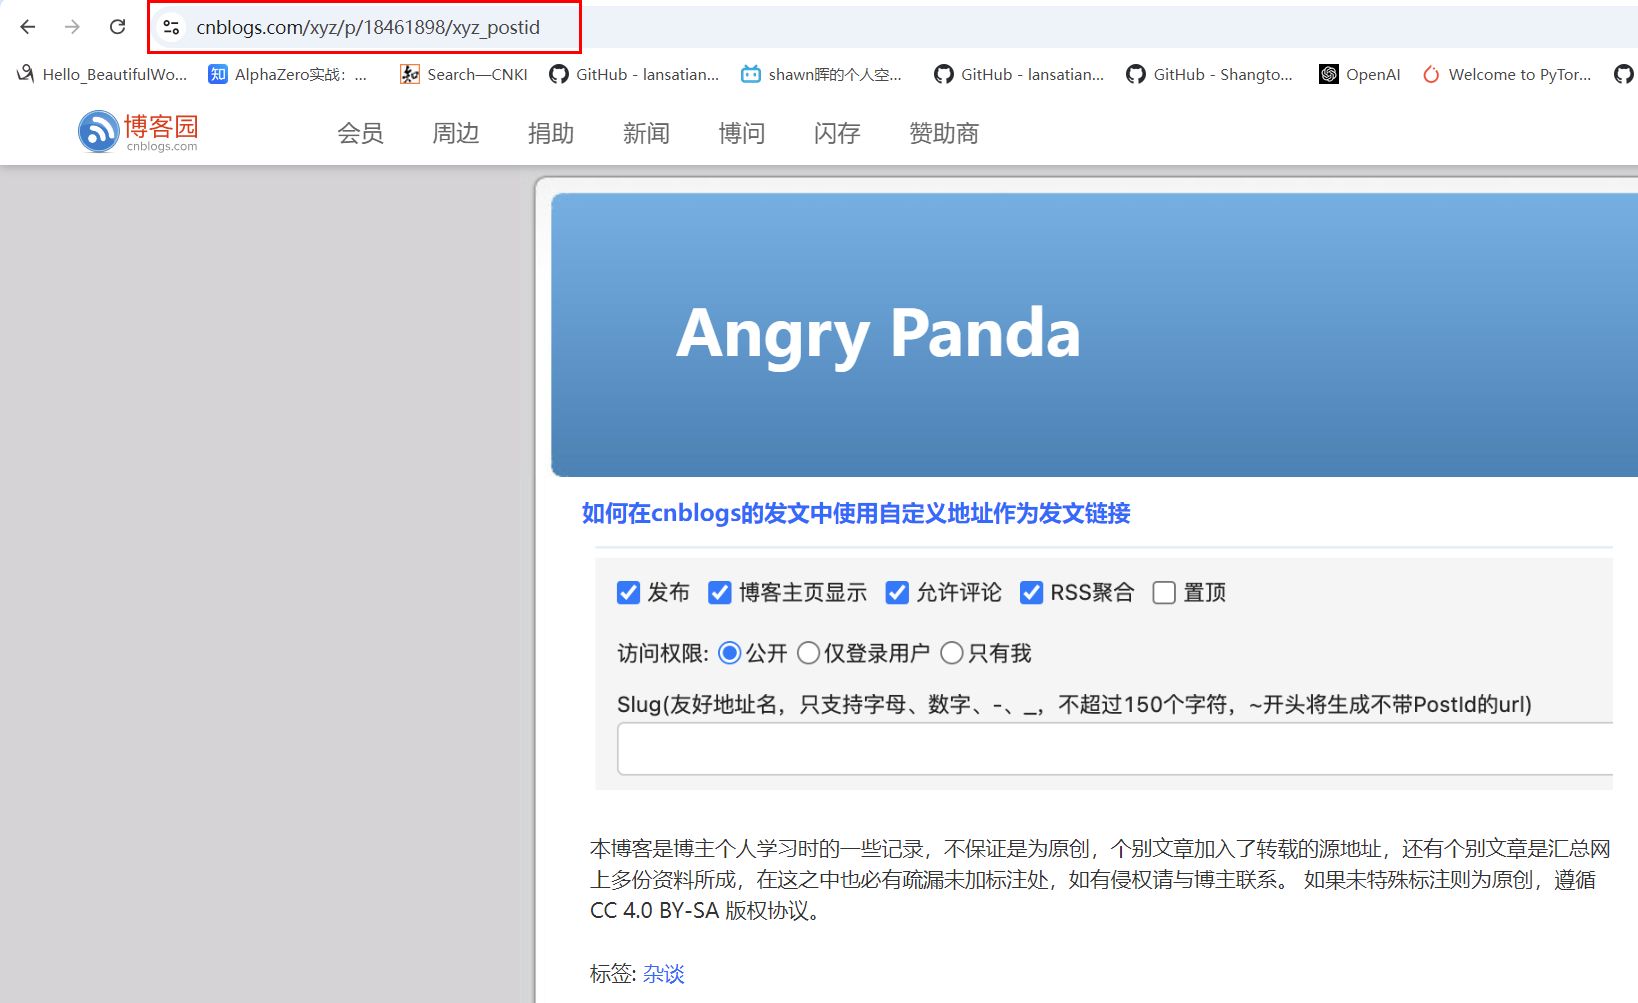 cnblogs.com/xyz/p/18461898/xyz_postid
Hello_BeautifulWo... 知 AlphaZero实战：... 知 Search—CNKI GitHub - lansatian... shawn晖的个人空... GitHub - lansatian... GitHub - Shangto... OpenAI Welcome to PyTor...
博客园 会员 周边 捐助 新闻 博问 闪存 赞助商
cnblogs.com
Angry Panda
如何在cnblogs的发文中使用自定义地址作为发文链接
发布 博客主页显示 允许评论 RSS聚合 置顶
访问权限: 公开 仅登录用户 只有我
Slug(友好地址名，只支持字母、数字、-、_，不超过150个字符，~开头将生成不带PostId的url)
本博客是博主个人学习时的一些记录，不保证是为原创，个别文章加入了转载的源地址，还有个别文章是汇总网
上多份资料所成，在这之中也必有疏漏未加标注处，如有侵权请与博主联系。 如果未特殊标注则为原创，遵循
CC 4.0 BY-SA 版权协议。
标签: 杂谈